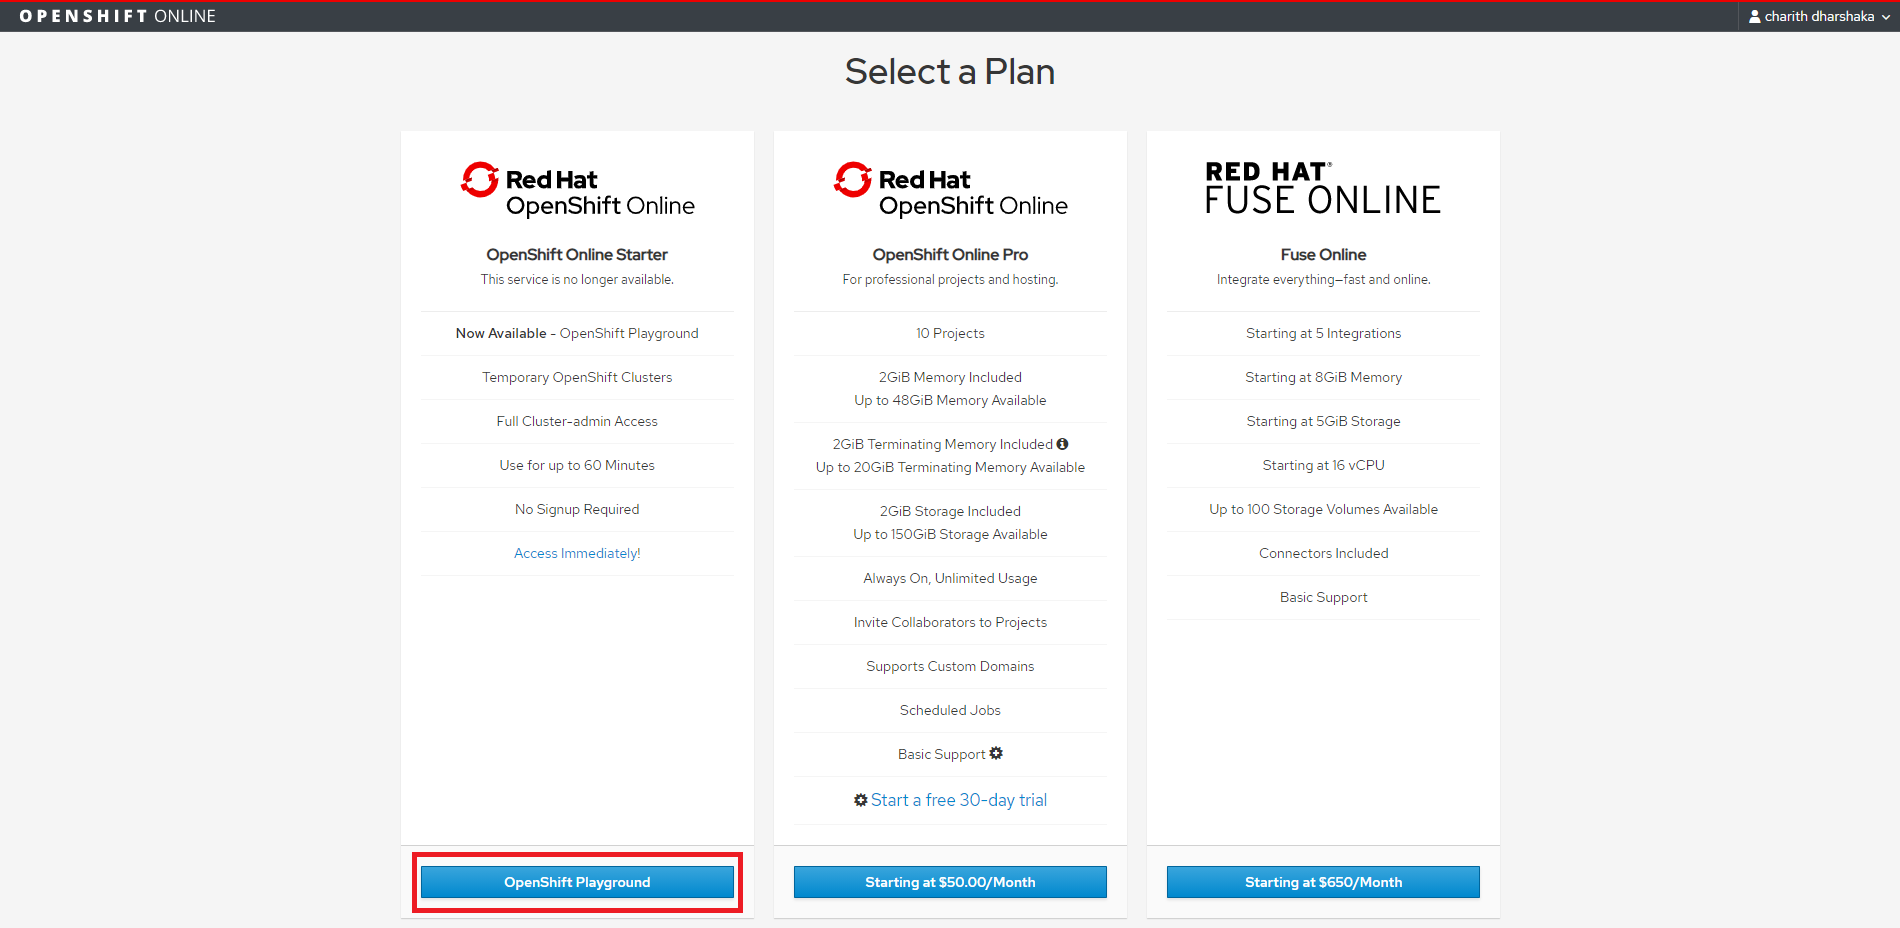 OPENSHIFT ONLINE
charith dharshaka
Select a Plan
Red Hat
OpenShift Online
OpenShift Online Starter
This service is no longer available.
Now Available - OpenShift Playground
Temporary OpenShift Clusters
Full Cluster-admin Access
Use for up to 60 Minutes
No Signup Required
Access Immediately!
OpenShift Playground
Red Hat
OpenShift Online
OpenShift Online Pro
For professional projects and hosting.
10 Projects
2GiB Memory Included
Up to 48GiB Memory Available
2GiB Terminating Memory Included
Up to 20GiB Terminating Memory Available
2GiB Storage Included
Up to 150GiB Storage Available
Always On, Unlimited Usage
Invite Collaborators to Projects
Supports Custom Domains
Scheduled Jobs
Basic Support
Start a free 30-day trial
Starting at $50.00/Month
RED HAT®
FUSE ONLINE
Fuse Online
Integrate everything—fast and online.
Starting at 5 Integrations
Starting at 8GiB Memory
Starting at 5GiB Storage
Starting at 16 vCPU
Up to 100 Storage Volumes Available
Connectors Included
Basic Support
Starting at $650/Month